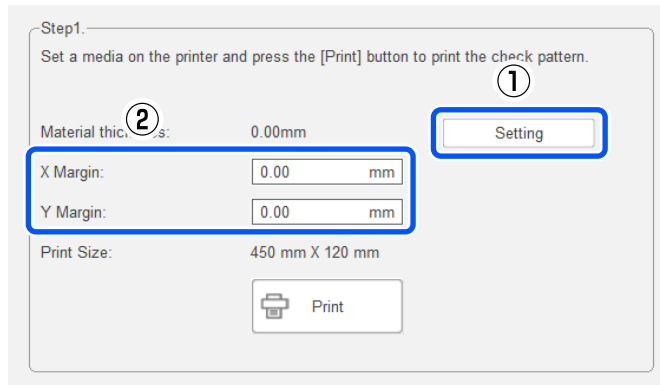 Step1.
Set a media on the printer and press the [Print] button to print the check pattern.
①
②
Material thic s: 0.00mm Setting
X Margin: 0.00 mm
Y Margin: 0.00 mm
Print Size: 450 mm X 120 mm
Print